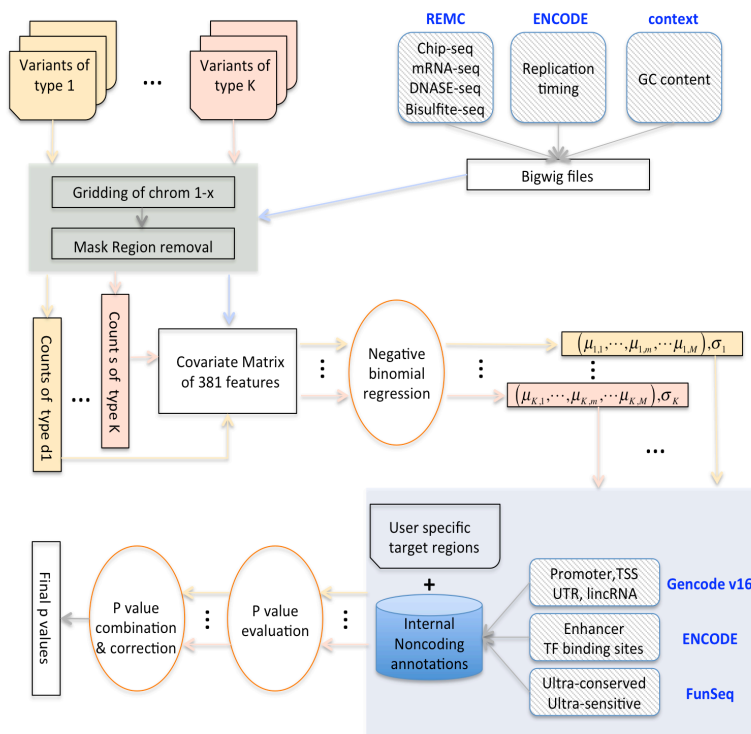 REMC
ENCODE
context
Variants of
type 1
...
Variants of
type K
Chip-seq
mRNA-seq
DNASE-seq
Bisulfite-seq
Replication
timing
GC content
Bigwig files
Gridding of chrom 1-x
Mask Region removal
Counts of type d1
...
Count s of type K
Covariate Matrix
of 381 features
Negative
binomial
regression
(μ1,1,⋯,μ1,m,⋯μ1,M),σ1
(μK,1,⋯,μK,m,⋯μK,M),σK
...
User specific
target regions
+
Internal
Noncoding
annotations
Promoter,TSS
UTR, lincRNA
Gencode v16
Enhancer
TF binding sites
ENCODE
Ultra-conserved
Ultra-sensitive
FunSeq
P value
evaluation
P value
combination
& correction
Final p values